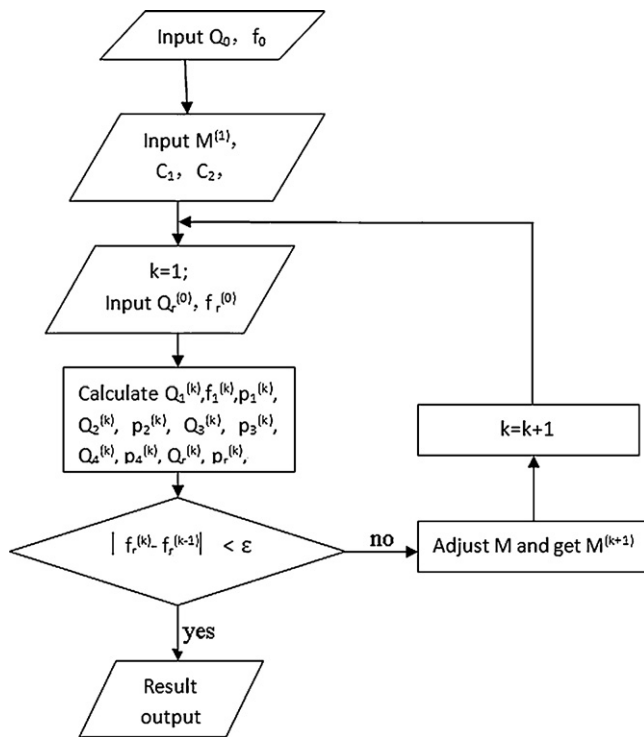 Input Q₀, f₀
Input M⁽¹⁾,
C₁, C₂,
k=1;
Input Qᵣ⁽⁰⁾, fᵣ⁽⁰⁾
Calculate Q₁⁽ᵏ⁾,f₁⁽ᵏ⁾,p₁⁽ᵏ⁾,
Q₂⁽ᵏ⁾, p₂⁽ᵏ⁾, Q₃⁽ᵏ⁾, p₃⁽ᵏ⁾,
Q₄⁽ᵏ⁾, p₄⁽ᵏ⁾, Qᵣ⁽ᵏ⁾, pᵣ⁽ᵏ⁾,
k=k+1
| fᵣ⁽ᵏ⁾- fᵣ⁽ᵏ⁻¹⁾| < ε
no
Adjust M and get M⁽ᵏ⁺¹⁾
yes
Result
output